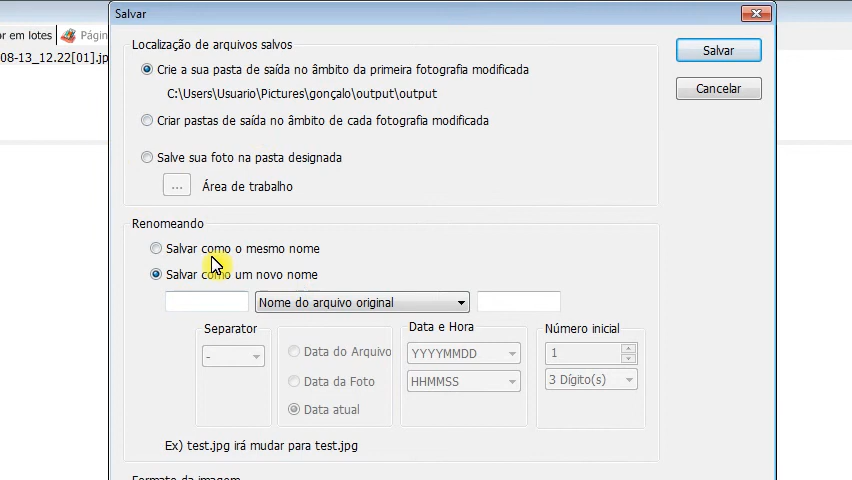 Salvar
or em lotes
Págin
08-13_12.22[01].jp
Localização de arquivos salvos
Crie a sua pasta de saída no âmbito da primeira fotografia modificada
C:\Users\Usuario\Pictures\gonçalo\output\output
Criar pastas de saída no âmbito de cada fotografia modificada
Salve sua foto na pasta designada
... Área de trabalho
Salvar
Cancelar
Renomeando
Salvar como o mesmo nome
Salvar como um novo nome
Nome do arquivo original
Separator
-
Data do Arquivo
Data da Foto
Data atual
Data e Hora
YYYYMMDD
HHMMSS
Número inicial
1
3 Dígito(s)
Ex) test.jpg irá mudar para test.jpg
Formato da imagem